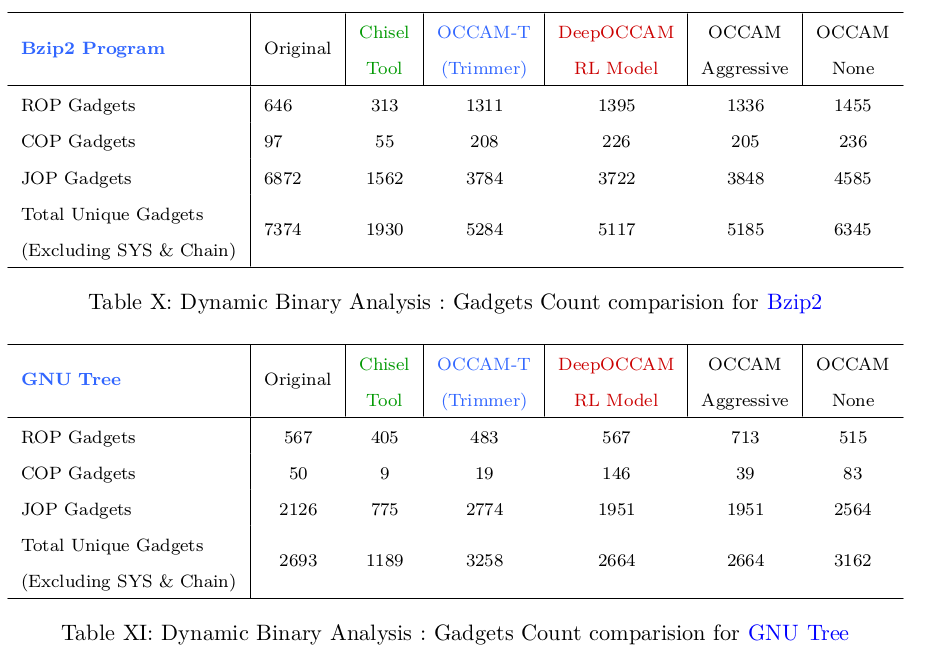 Bzip2 Program Original Chisel Tool OCCAM-T (Trimmer) DeepOCCAM RL Model OCCAM Aggressive OCCAM None
ROP Gadgets 646 313 1311 1395 1336 1455
COP Gadgets 97 55 208 226 205 236
JOP Gadgets 6872 1562 3784 3722 3848 4585
Total Unique Gadgets (Excluding SYS & Chain) 7374 1930 5284 5117 5185 6345
Table X: Dynamic Binary Analysis : Gadgets Count comparision for Bzip2
GNU Tree Original Chisel Tool OCCAM-T (Trimmer) DeepOCCAM RL Model OCCAM Aggressive OCCAM None
ROP Gadgets 567 405 483 567 713 515
COP Gadgets 50 9 19 146 39 83
JOP Gadgets 2126 775 2774 1951 1951 2564
Total Unique Gadgets (Excluding SYS & Chain) 2693 1189 3258 2664 2664 3162
Table XI: Dynamic Binary Analysis : Gadgets Count comparision for GNU Tree